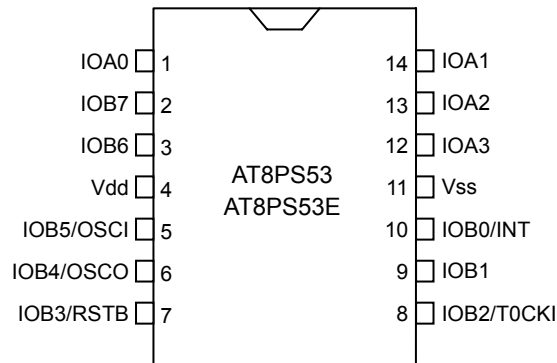 IOA0 1 14 IOA1
IOB7 2 13 IOA2
IOB6 3 12 IOA3
AT8PS53
Vdd 4 11 Vss
AT8PS53E
IOB5/OSCI 5 10 IOB0/INT
IOB4/OSCO 6 9 IOB1
IOB3/RSTB 7 8 IOB2/T0CKI